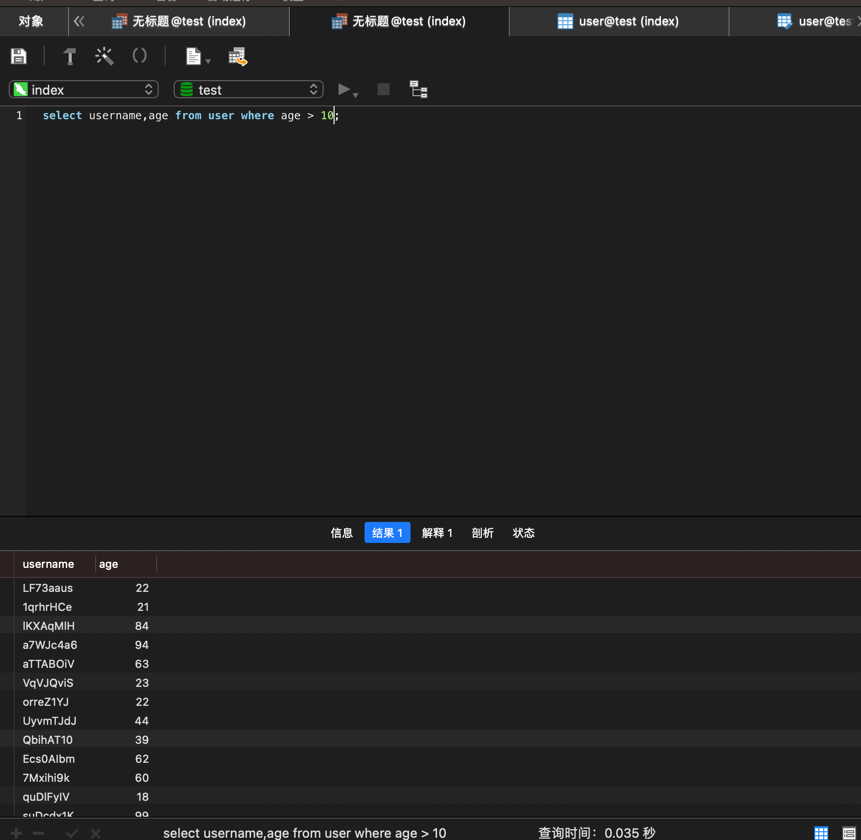 对象
无标题 @test (index)
无标题 @test (index)
user@test (index)
user@tes
index
test
1 select username,age from user where age > 10;
信息 结果 1 解释 1 剖析 状态
username age
LF73aaus 22
1qrhrHCe 21
IKXAqMlH 84
a7WJc4a6 94
aTTABOiV 63
VqVJQviS 23
orreZ1YJ 22
UyvmTJdJ 44
QbihAT10 39
Ecs0AIbm 62
7Mxihi9k 60
quDlFyIV 18
suDcdx1K 99
select username,age from user where age > 10 查询时间: 0.035 秒